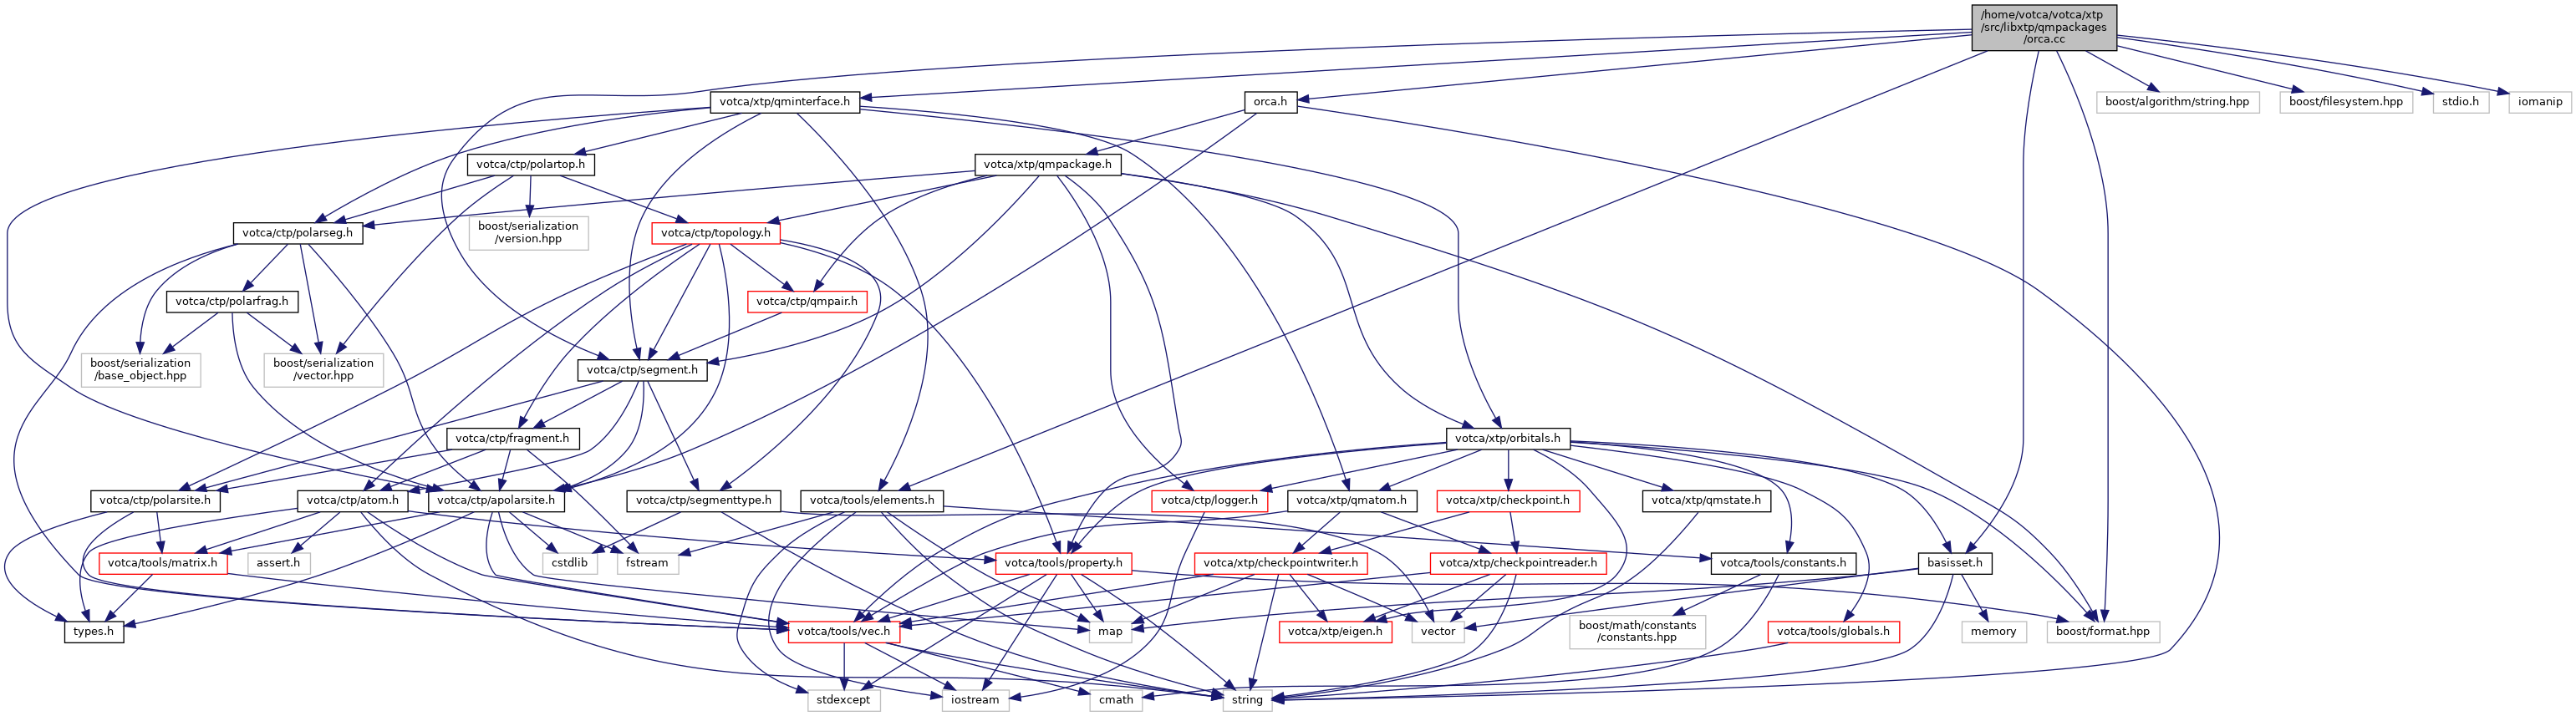 /home/votca/votca/xtp
/src/libxtp/qmpackages
/orca.cc
votca/xtp/qminterface.h
orca.h
boost/algorithm/string.hpp
boost/filesystem.hpp
stdio.h
iomanip
votca/ctp/polartop.h
votca/xtp/qmpackage.h
votca/ctp/polarseg.h
boost/serialization
/version.hpp
votca/ctp/topology.h
votca/ctp/polarfrag.h
votca/ctp/qmpair.h
boost/serialization
/base_object.hpp
boost/serialization
/vector.hpp
votca/ctp/segment.h
votca/ctp/fragment.h
votca/xtp/orbitals.h
votca/ctp/polarsite.h
votca/ctp/atom.h
votca/ctp/apolarsite.h
votca/ctp/segmenttype.h
votca/tools/elements.h
votca/ctp/logger.h
votca/xtp/qmatom.h
votca/xtp/checkpoint.h
votca/xtp/qmstate.h
votca/tools/matrix.h
assert.h
cstdlib
fstream
votca/tools/property.h
votca/xtp/checkpointwriter.h
votca/xtp/checkpointreader.h
votca/tools/constants.h
basisset.h
types.h
votca/tools/vec.h
map
votca/xtp/eigen.h
vector
boost/math/constants
/constants.hpp
votca/tools/globals.h
memory
boost/format.hpp
stdexcept
iostream
cmath
string